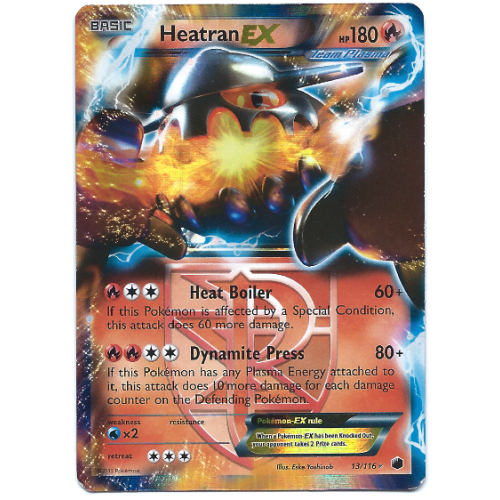 BASIC HeatranEX HP180
Team Plasma
Heat Boiler 60+
If this Pokémon is affected by a Special Condition,
this attack does 60 more damage.
Dynamite Press 80+
If this Pokémon has any Plasma Energy attached to
it, this attack does 10 more damage for each damage
counter on the Defending Pokémon.
weakness resistance
×2
Pokémon-EX rule
When a Pokémon-EX has been Knocked Out,
your opponent takes 2 Prize cards.
retreat
©2013 Pokémon Illus. Eske Yoshinob 13/116